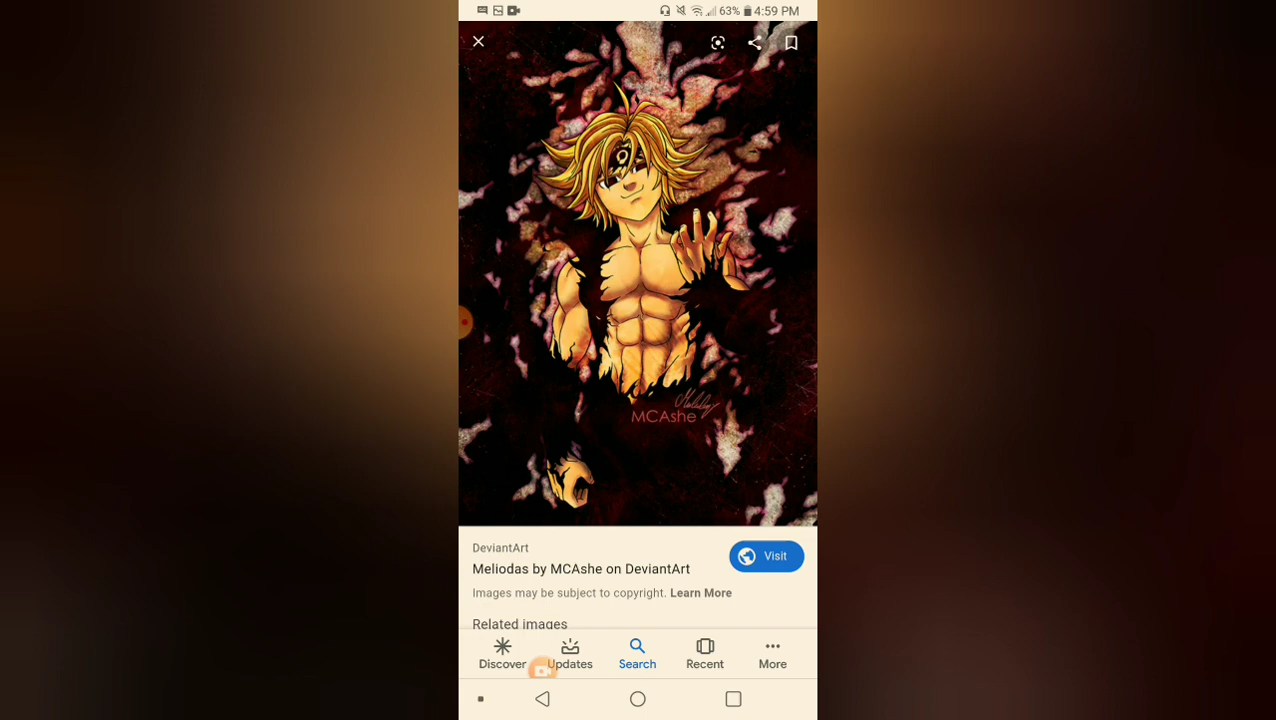 63% 4:59 PM
MCAshe
DeviantArt
Meliodas by MCAshe on DeviantArt
Visit
Images may be subject to copyright. Learn More
Related images
Discover Updates Search Recent More